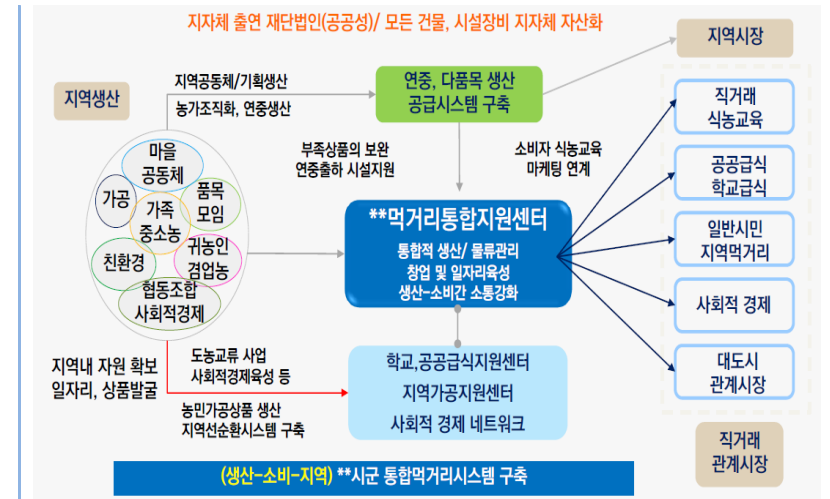 지자체 출연 재단법인(공공성)/ 모든 건물, 시설장비 지자체 자산화
지역시장
지역생산
지역공동체/기획생산
농가조직화, 연중생산
연중, 다품목 생산
공급시스템 구축
부족상품의 보완
연중출하 시설지원
소비자 식농교육
마케팅 연계
마을
공동체
가공
품목
모임
가족
중소농
친환경
귀농인
겸업농
협동조합
사회적경제
**먹거리통합지원센터
통합적 생산/ 물류관리
창업 및 일자리육성
생산-소비간 소통강화
직거래
식농교육
공공급식
학교급식
일반시민
지역먹거리
사회적 경제
대도시
관계시장
지역내 자원 확보
일자리, 상품발굴
도농교류 사업
사회적경제육성 등
농민가공상품 생산
지역선순환시스템 구축
학교,공공급식지원센터
지역가공지원센터
사회적 경제 네트워크
직거래
관계시장
(생산-소비-지역) **시군 통합먹거리시스템 구축